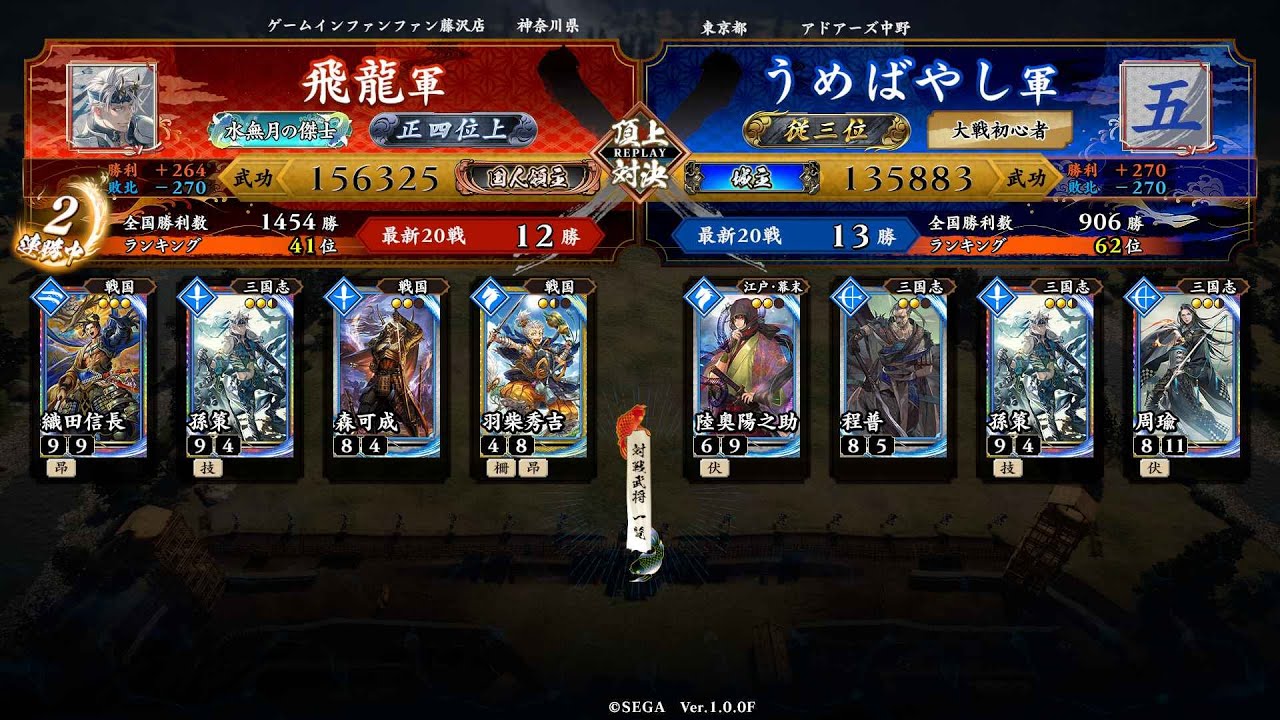 ゲームインファンファン藤沢店 神奈川県
東京都 アドアーズ中野
飛龍軍
うめばやし軍
五
水無月の傑士 正四位上
従三位 大戦初心者
頂上
REPLAY
対決
勝利 +264
敗北 -270
武功 156325 国人領主
城主 135883 武功
勝利 +270
敗北 -270
2
連勝中
全国勝利数 1454勝
ランキング 41位
最新20戦 12勝
最新20戦 13勝
全国勝利数 906勝
ランキング 62位
戦国
織田信長
9 9
昂
三国志
孫策
9 4
技
戦国
森可成
8 4
戦国
羽柴秀吉
4 8
柵 昂
対戦武将一覧
江戸・幕末
陸奥陽之助
6 9
伏
三国志
程普
8 5
三国志
孫策
9 4
技
三国志
周瑜
8 11
伏
©SEGA Ver.1.0.0F